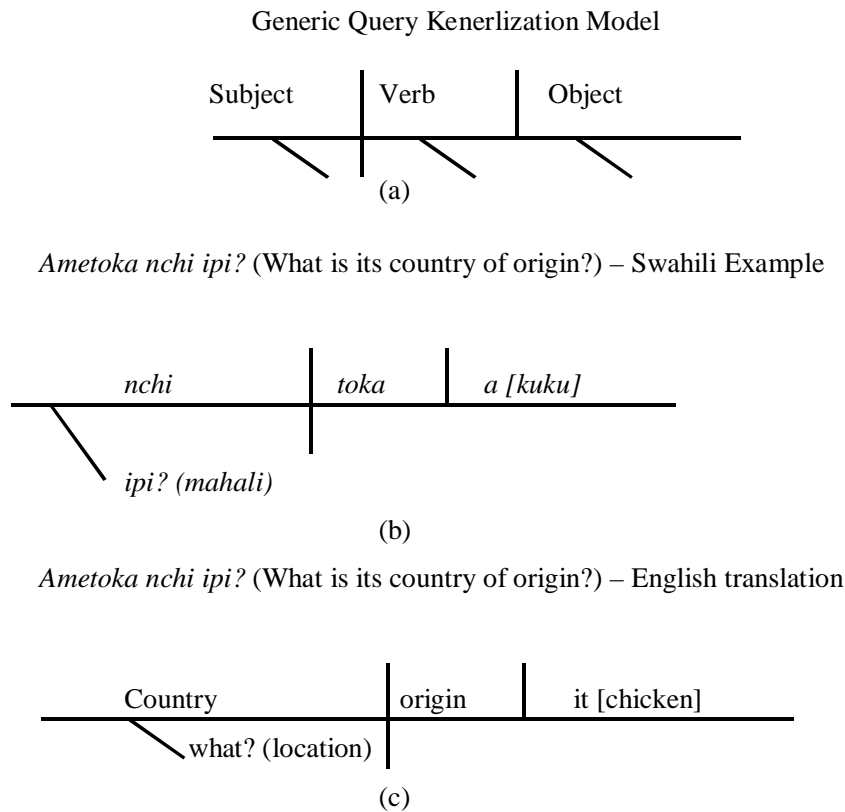 Generic Query Kenerlization Model
Subject Verb Object
(a)
Ametoka nchi ipi? (What is its country of origin?) – Swahili Example
nchi toka a [kuku]
ipi? (mahali)
(b)
Ametoka nchi ipi? (What is its country of origin?) – English translation
Country origin it [chicken]
what? (location)
(c)